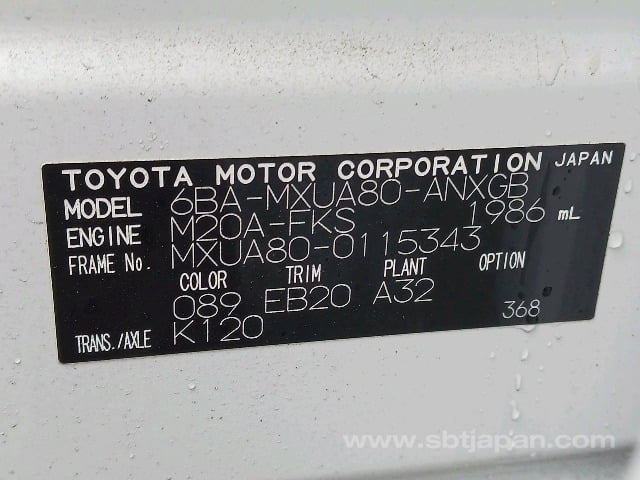 TOYOTA MOTOR CORPORATION JAPAN
MODEL 6BA-MXUA80-ANXGB
ENGINE M20A-FKS 1986 mL
FRAME No. MXUA80-0115343
COLOR TRIM PLANT OPTION
089 EB20 A32
TRANS./AXLE K120 368
www.sbtjapan.com